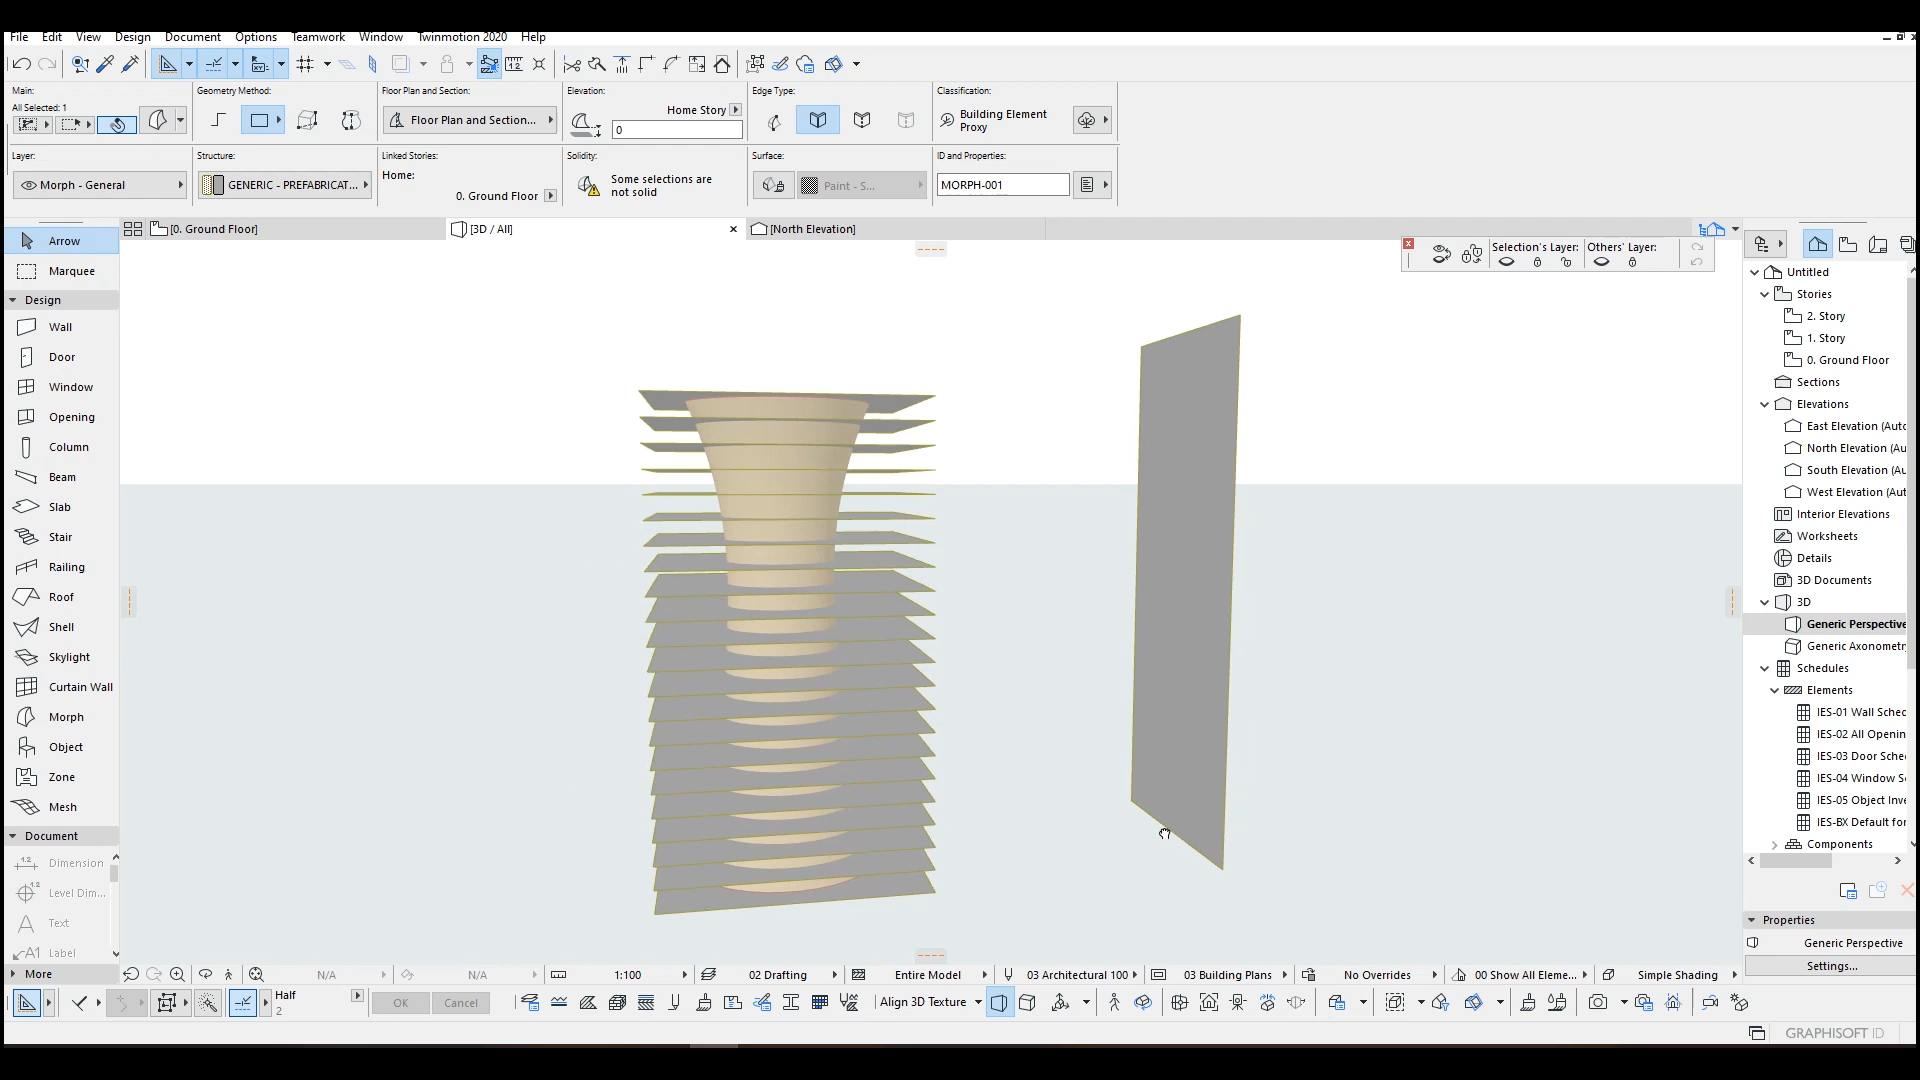 File Edit View Design Document Options Teamwork Window Twinmotion 2020 Help
Main:
All Selected: 1
Geometry Method:
Floor Plan and Section:
Floor Plan and Section...
Elevation:
Home Story
0
Edge Type:
Classification:
Building Element
Proxy
Layer:
Morph - General
Structure:
GENERIC - PREFABRICAT...
Linked Stories:
Home:
0. Ground Floor
Solidity:
Some selections are
not solid
Surface:
Paint - S...
ID and Properties:
MORPH-001
[0. Ground Floor]
[3D / All]
[North Elevation]
Selection's Layer: Others' Layer:
Arrow
Marquee
Design
Wall
Door
Window
Opening
Column
Beam
Slab
Stair
Railing
Roof
Shell
Skylight
Curtain Wall
Morph
Object
Zone
Mesh
Document
Dimension
Level Dim...
Text
Label
More
Untitled
Stories
2. Story
1. Story
0. Ground Floor
Sections
Elevations
East Elevation (Auto
North Elevation (Au
South Elevation (Au
West Elevation (Aut
Interior Elevations
Worksheets
Details
3D Documents
3D
Generic Perspective
Generic Axonometr
Schedules
Elements
IES-01 Wall Sched
IES-02 All Openin
IES-03 Door Sche
IES-04 Window S
IES-05 Object Inve
IES-BX Default for
Components
Properties
Generic Perspective
Settings...
N/A
N/A
1:100
02 Drafting
Entire Model
03 Architectural 100
03 Building Plans
No Overrides
00 Show All Eleme...
Simple Shading
Half
2
OK
Cancel
Align 3D Texture
GRAPHISOFT ID